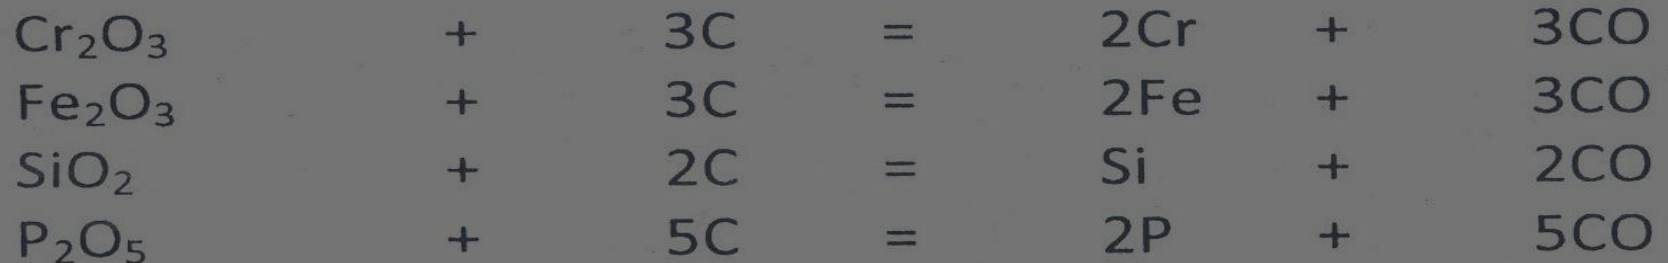 Cr₂O₃ + 3C = 2Cr + 3CO
Fe₂O₃ + 3C = 2Fe + 3CO
SiO₂ + 2C = Si + 2CO
P₂O₅ + 5C = 2P + 5CO